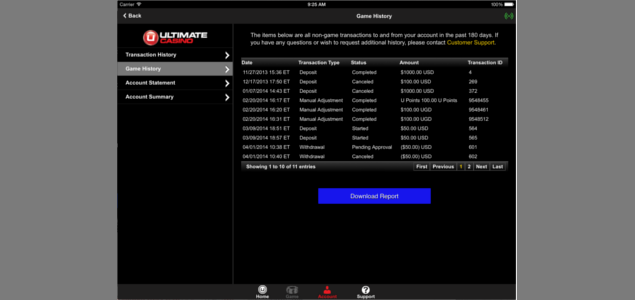 Carrier
9:25 AM
100%
Back
Game History
ULTIMATE
CASINO
Transaction History
Game History
Account Statement
Account Summary
The items below are all non-game transactions to and from your account in the past 180 days. If
you have any questions or wish to request additional history, please contact Customer Support.
Date Transaction Type Status Amount Transaction ID
11/27/2013 15:36 ET Deposit Completed $1000.00 USD 4
12/17/2013 17:50 ET Deposit Canceled $100.00 USD 269
01/07/2014 14:43 ET Deposit Canceled $1000.00 USD 372
02/20/2014 16:17 ET Manual Adjustment Completed U Points 100.00 U Points 9548455
02/20/2014 16:20 ET Manual Adjustment Completed $100.00 UGD 9548461
02/20/2014 16:31 ET Manual Adjustment Completed $100.00 UGD 9548512
03/09/2014 18:51 ET Deposit Started $50.00 USD 564
03/09/2014 18:57 ET Deposit Started $50.00 USD 565
04/01/2014 10:38 ET Withdrawal Pending Approval ($50.00) USD 601
04/01/2014 10:40 ET Withdrawal Canceled ($50.00) USD 602
Showing 1 to 10 of 11 entries First Previous 1 2 Next Last
Download Report
Home Game Account Support